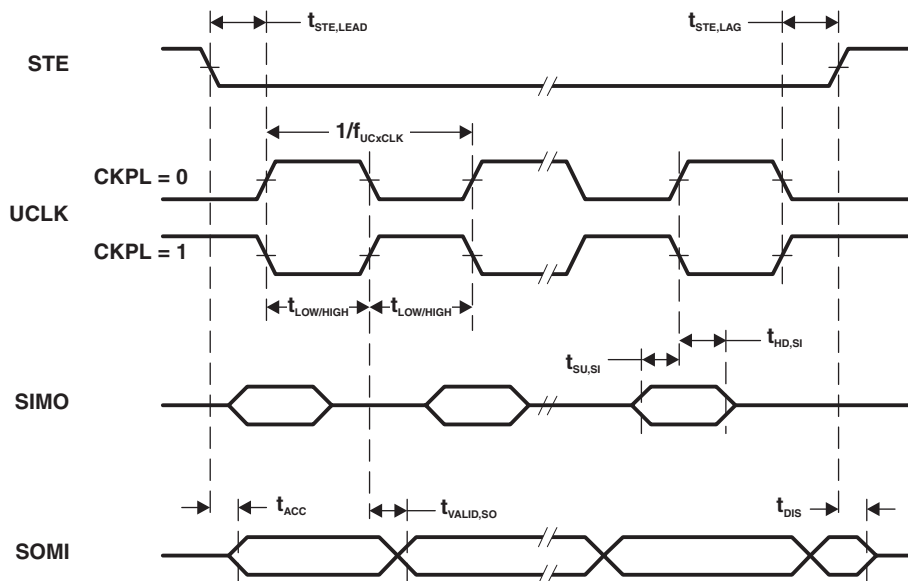 tSTE,LEAD
tSTE,LAG
STE
1/fUCxCLK
CKPL = 0
UCLK
CKPL = 1
tLOW/HIGH
tLOW/HIGH
tHD,SI
tSU,SI
SIMO
tACC
tVALID,SO
tDIS
SOMI